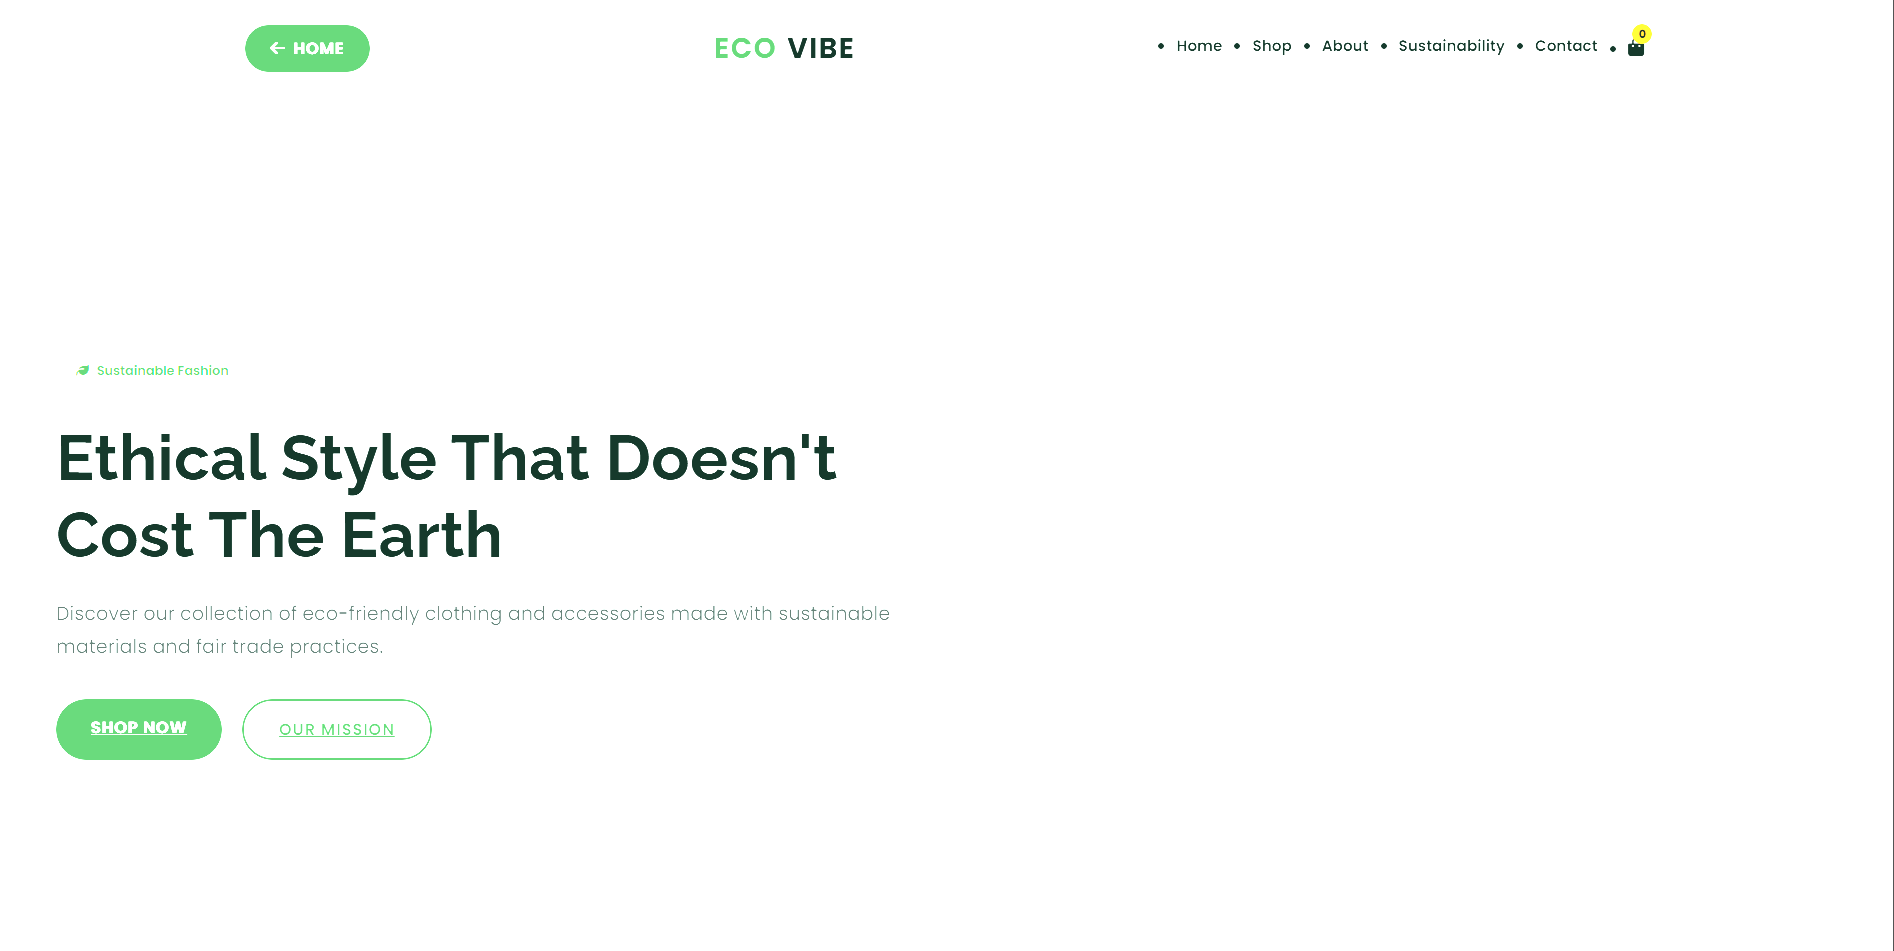 HOME
ECO VIBE
Home
Shop
About
Sustainability
Contact
0
Sustainable Fashion
Ethical Style That Doesn't
Cost The Earth
Discover our collection of eco-friendly clothing and accessories made with sustainable
materials and fair trade practices.
SHOP NOW
OUR MISSION